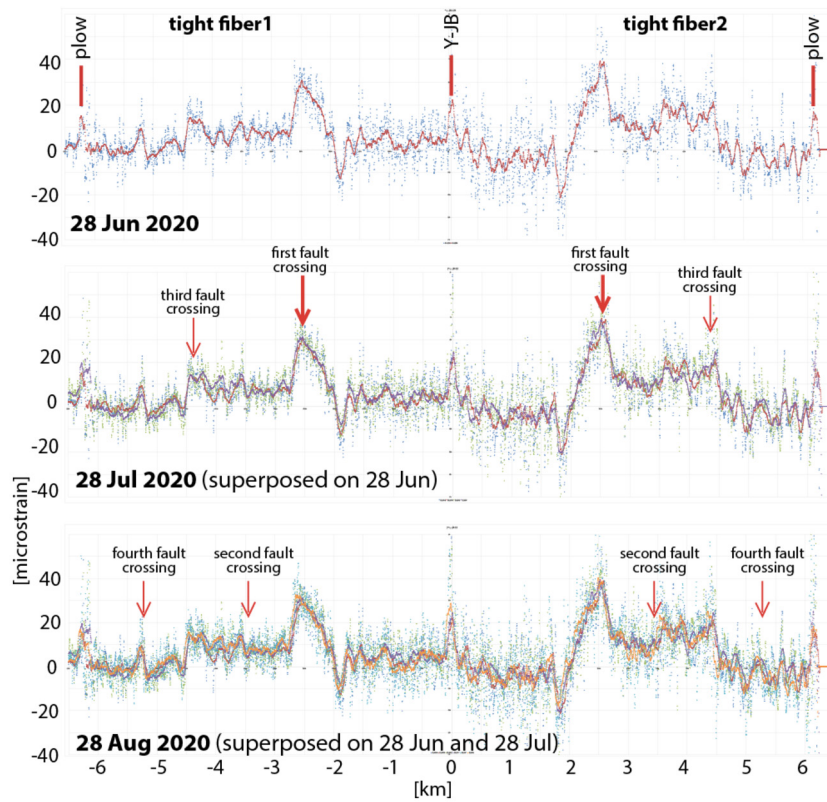 tight fiber1
tight fiber2
plow
Y-JB
plow
40
20
0
-20
-40
28 Jun 2020
first fault
crossing
first fault
crossing
third fault
crossing
third fault
crossing
40
20
0
-20
-40
28 Jul 2020 (superposed on 28 Jun)
[microstrain]
fourth fault
crossing
second fault
crossing
second fault
crossing
fourth fault
crossing
40
20
0
-20
-40
28 Aug 2020 (superposed on 28 Jun and 28 Jul)
-6 -5 -4 -3 -2 -1 0 1 2 3 4 5 6
[km]